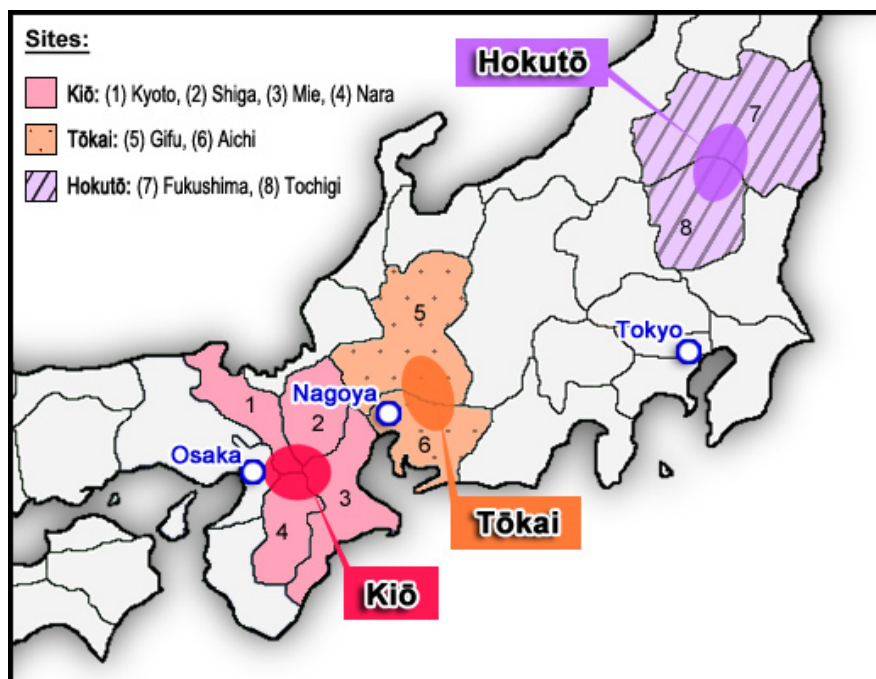 Sites:
Kiō: (1) Kyoto, (2) Shiga, (3) Mie, (4) Nara
Tōkai: (5) Gifu, (6) Aichi
Hokutō: (7) Fukushima, (8) Tochigi
Hokutō
7
8
5
Tokyo
Nagoya
1
2
6
Osaka
3
4
Tōkai
Kiō